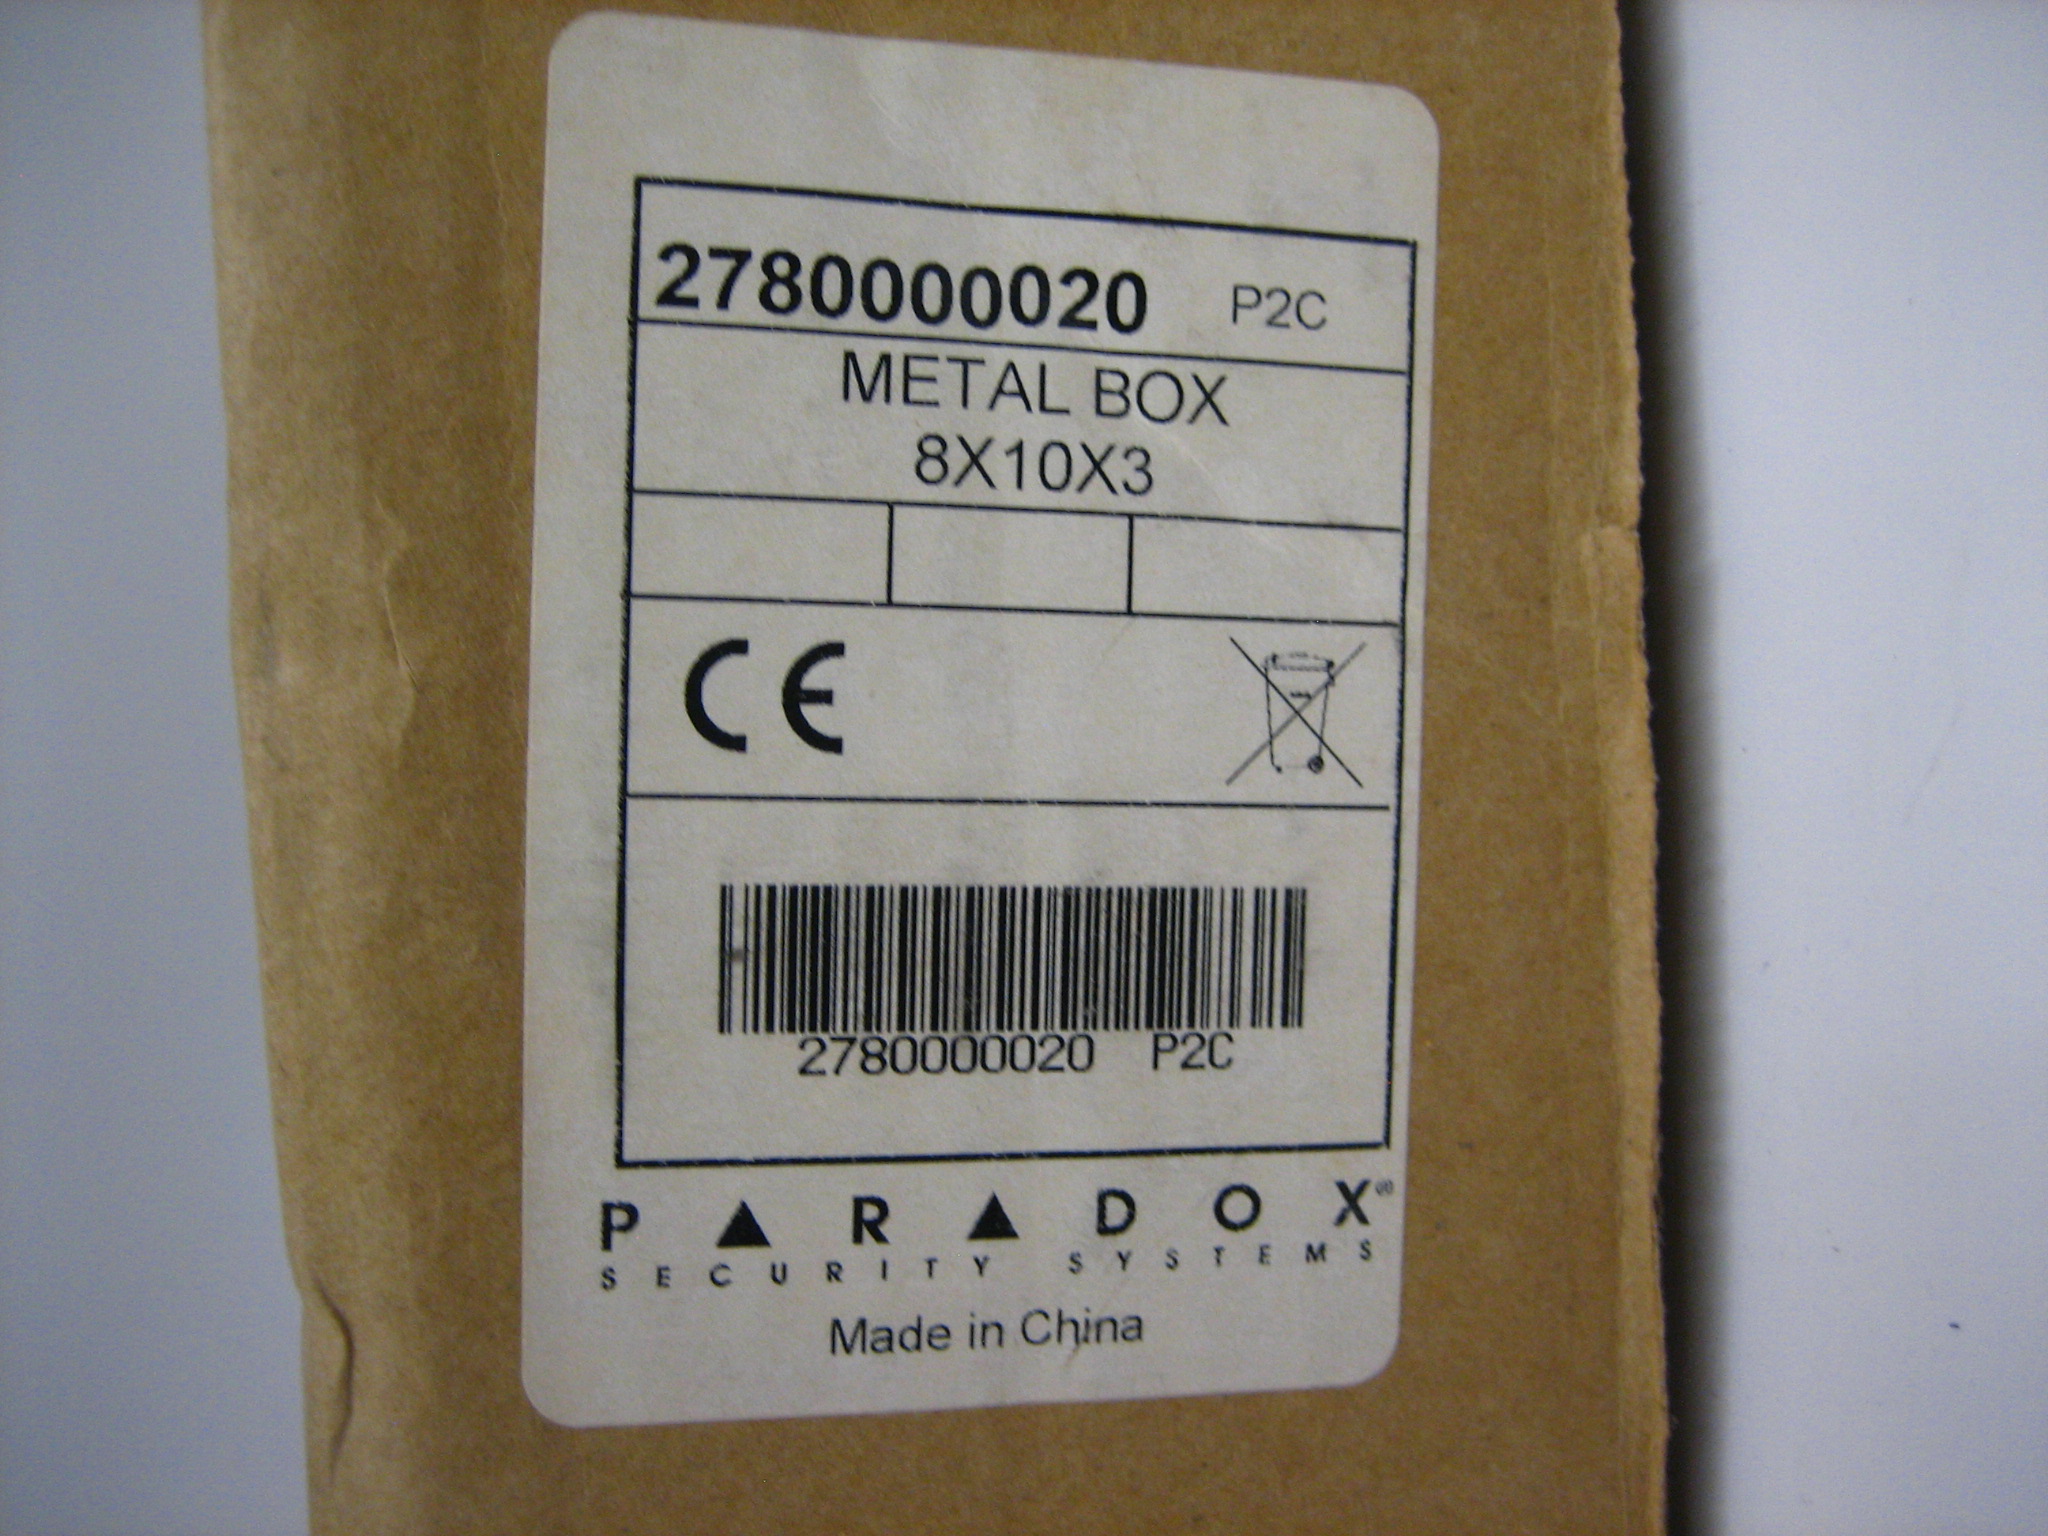 2780000020 P2C
METAL BOX
8X10X3
CE
2780000020 P2C
PARADOX®
SECURITY SYSTEMS
Made in China